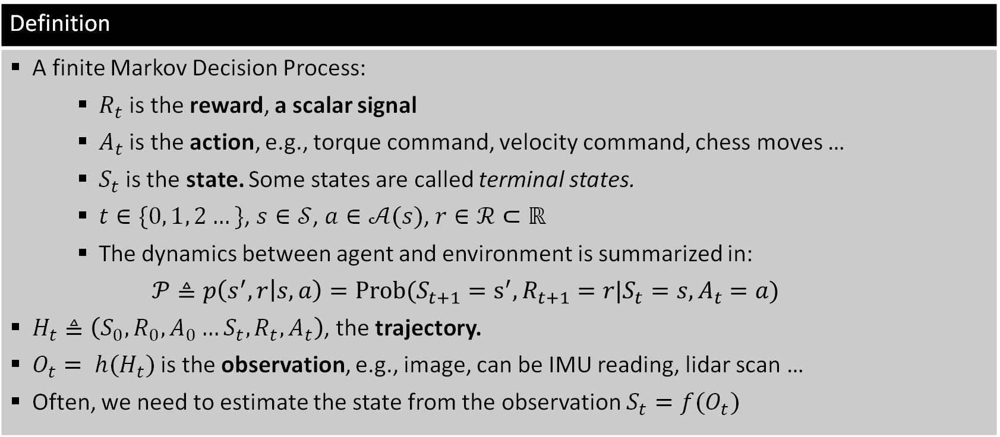 Definition
▪ A finite Markov Decision Process:
▪ $R_t$ is the reward, a scalar signal
▪ $A_t$ is the action, e.g., torque command, velocity command, chess moves …
▪ $S_t$ is the state. Some states are called terminal states.
▪ $t \in \{0, 1, 2 \ldots\}, s \in \mathcal{S}, a \in \mathcal{A}(s), r \in \mathcal{R} \subset \mathbb{R}$
▪ The dynamics between agent and environment is summarized in:
$\mathcal{P} \triangleq p(s', r|s, a) = \mathrm{Prob}(S_{t+1} = \mathrm{s}', R_{t+1} = r|S_t = s, A_t = a)$
▪ $H_t \triangleq (S_0, R_0, A_0 \ldots S_t, R_t, A_t)$, the trajectory.
▪ $O_t = h(H_t)$ is the observation, e.g., image, can be IMU reading, lidar scan …
▪ Often, we need to estimate the state from the observation $S_t = f(O_t)$